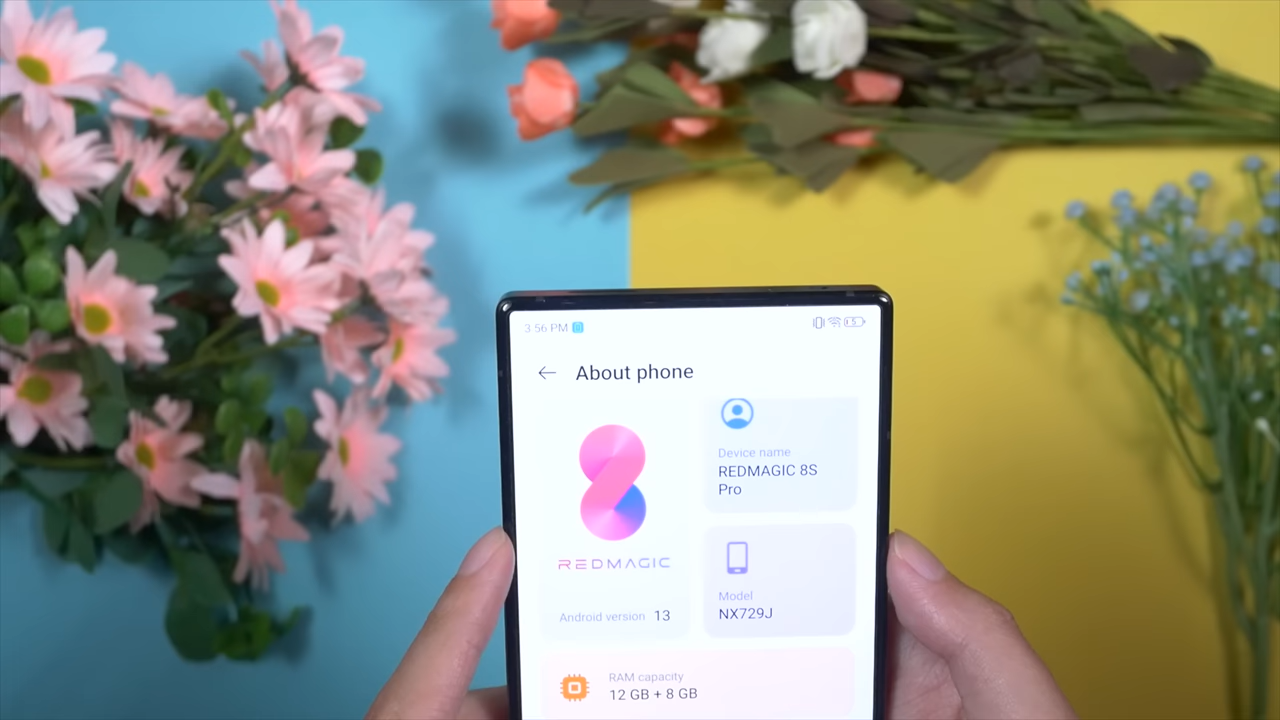 3:56 PM
About phone
Device name
REDMAGIC 8S
Pro
REDMAGIC
Model
NX729J
Android version 13
RAM capacity
12 GB + 8 GB